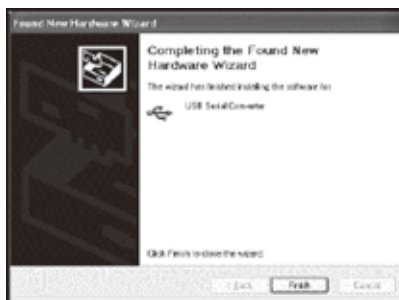 Found New Hardware Wizard
Completing the Found New
Hardware Wizard
The wizard has finished installing the software for:
USB Serial Converter
Click Finish to close the wizard.
< Back Finish Cancel